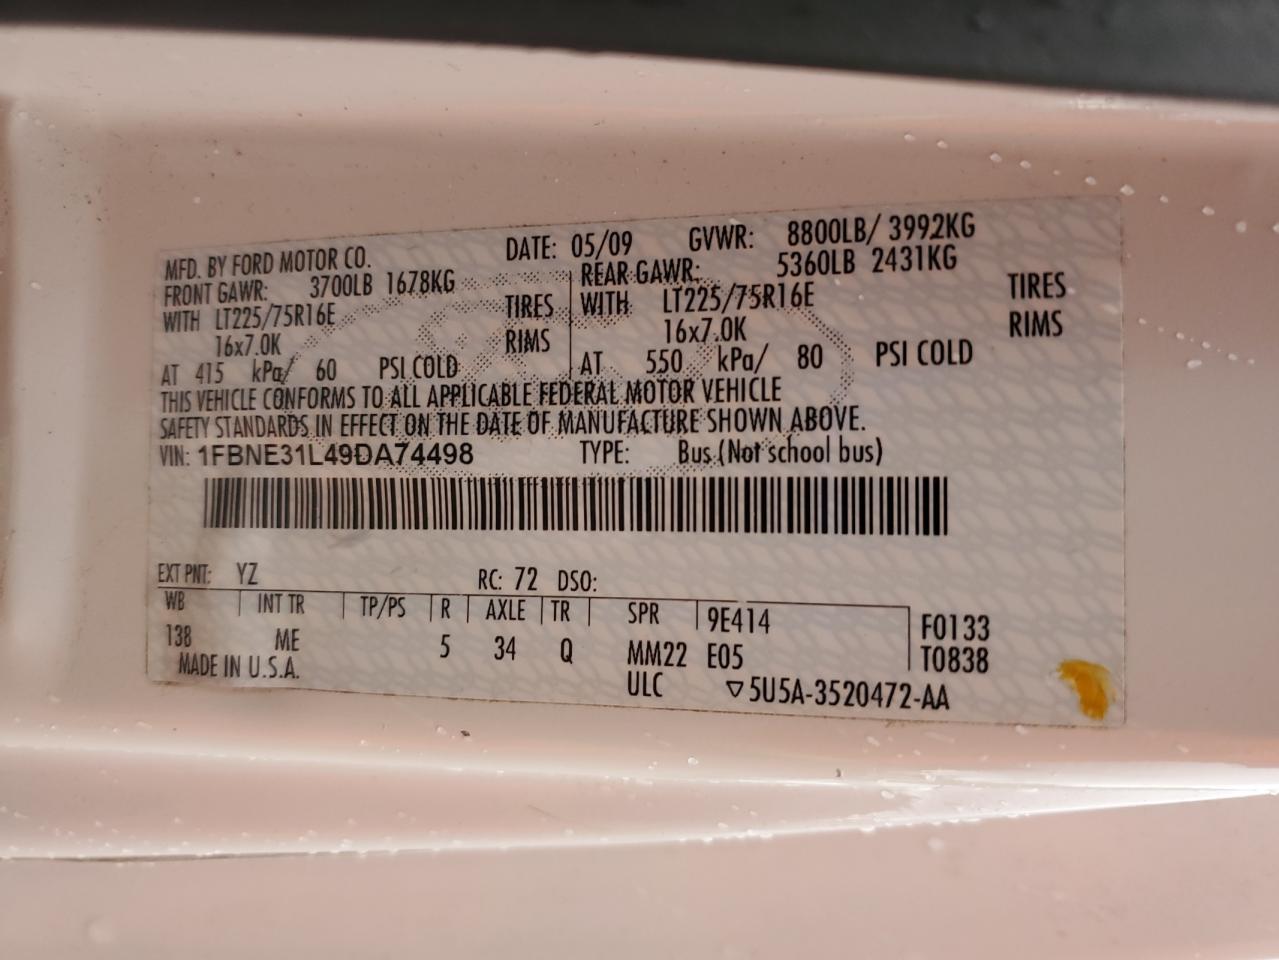 MFD. BY FORD MOTOR CO. DATE: 05/09 GVWR: 8800LB/ 3992KG
FRONT GAWR: 3700LB 1678KG REAR GAWR: 5360LB 2431KG
WITH LT225/75R16E TIRES WITH LT225/75R16E TIRES
16x7.0K RIMS 16x7.0K RIMS
AT 415 kPa/ 60 PSI COLD AT 550 kPa/ 80 PSI COLD
THIS VEHICLE CONFORMS TO ALL APPLICABLE FEDERAL MOTOR VEHICLE
SAFETY STANDARDS IN EFFECT ON THE DATE OF MANUFACTURE SHOWN ABOVE.
VIN: 1FBNE31L49DA74498 TYPE: Bus (Not school bus)
EXT PNT: YZ RC: 72 DSO:
WB INT TR TP/PS R AXLE TR SPR 9E414 F0133
138 ME 5 34 Q MM22 E05 T0838
MADE IN U.S.A. ULC ▽5U5A-3520472-AA